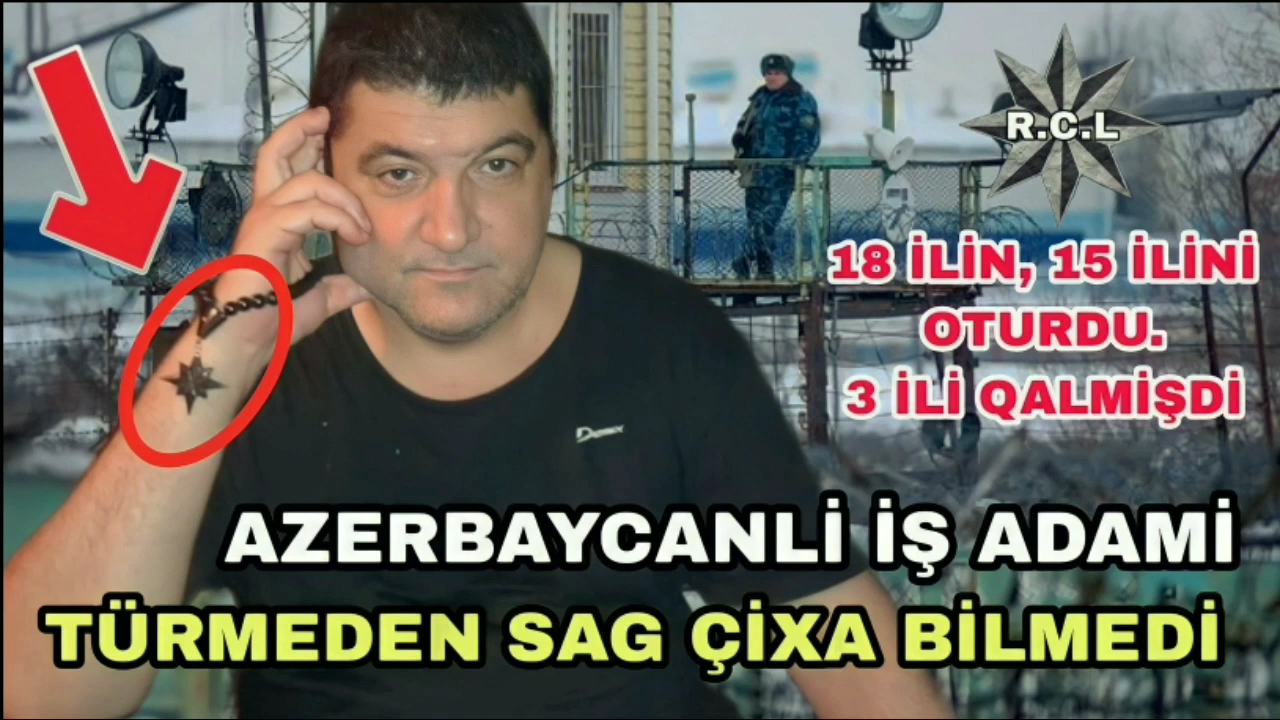 R.C.L
18 İLİN, 15 İLİNİ
OTURDU.
3 İLİ QALMİŞDİ
AZERBAYCANLİ İŞ ADAMİ
TÜRMEDEN SAG ÇİXA BİLMEDİ